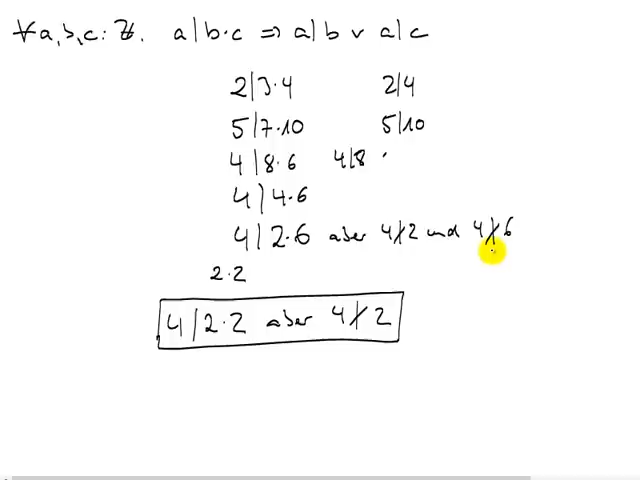 ∀a,b,c: ℤ. a|b·c ⇒ a|b ∨ a|c
2|3·4 2|4
5|7·10 5|10
4|8·6 4|8
4|4·6
4|2·6 aber 4∤2 und 4∤6
2·2
4|2·2 aber 4∤2